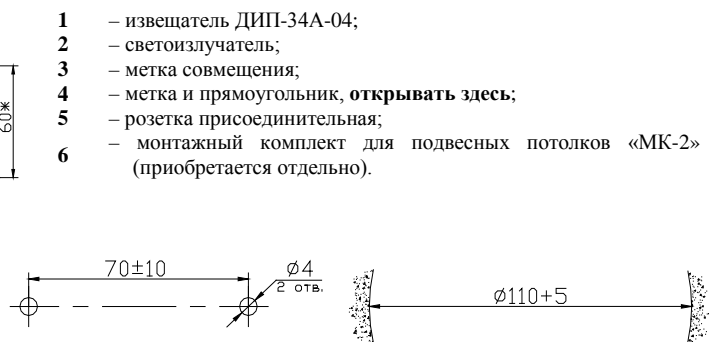 1 – извещатель ДИП-34А-04;
2 – светоизлучатель;
3 – метка совмещения;
4 – метка и прямоугольник, открывать здесь;
5 – розетка присоединительная;
6 – монтажный комплект для подвесных потолков «МК-2»
(приобретается отдельно).
60*
70±10
Ø4
2 отв.
Ø110+5